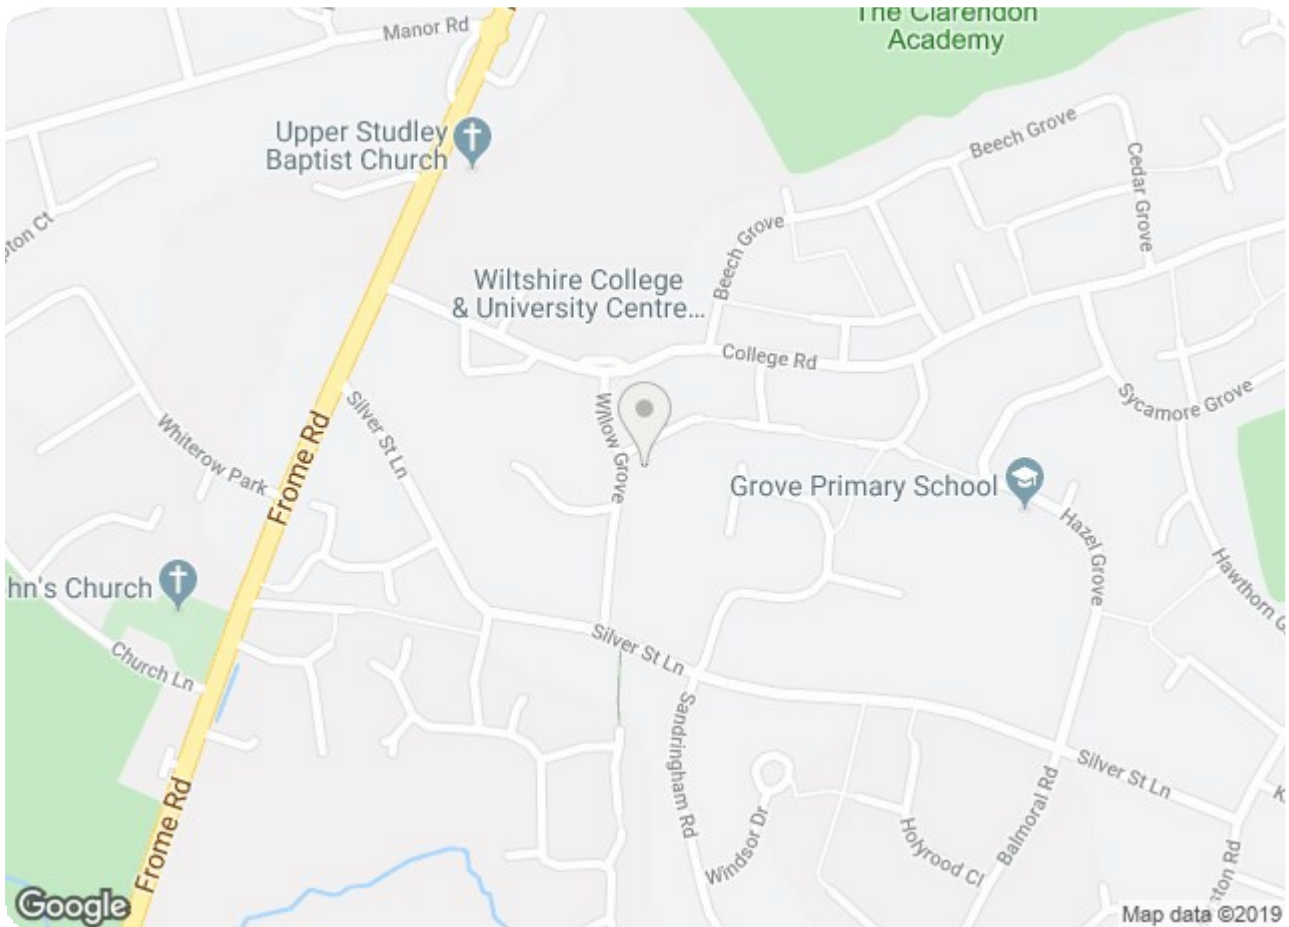 The Clarendon
Academy
Manor Rd
Upper Studley
Baptist Church
Beech Grove
Cedar Grove
Beech Grove
Wiltshire College
& University Centre...
College Rd
Sycamore Grove
Silver St Ln
Willow Grove
Whiterow Park
Frome Rd
Grove Primary School
Hazel Grove
Hawthorn G
hn's Church
Church Ln
Silver St Ln
Sandringham Rd
Silver St Ln
Balmoral Rd
Windsor Dr
Holyrood Cl
Frome Rd
Google
Map data ©2019